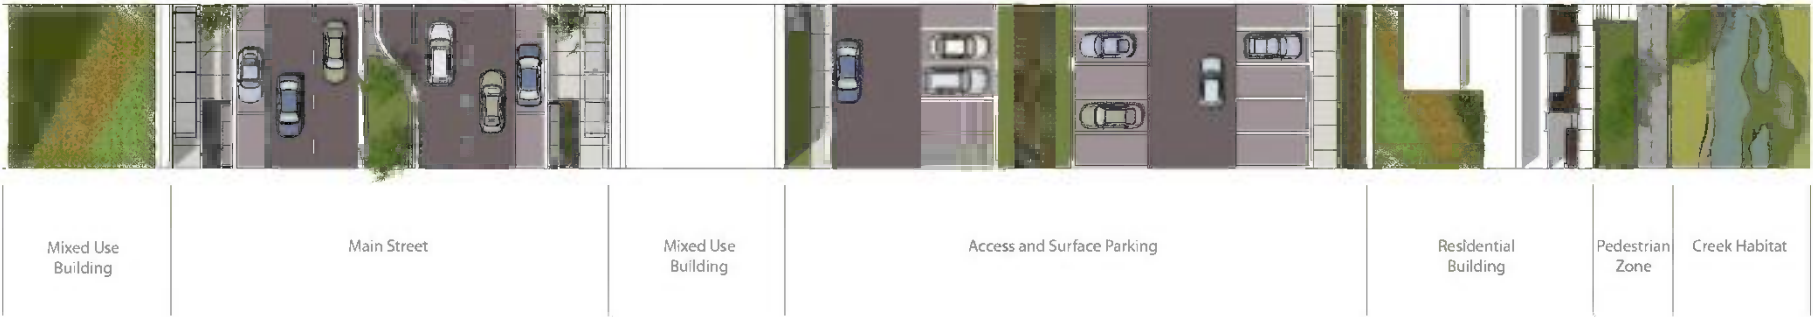 Mixed Use
Building
Main Street
Mixed Use
Building
Access and Surface Parking
Residential
Building
Pedestrian
Zone
Creek Habitat